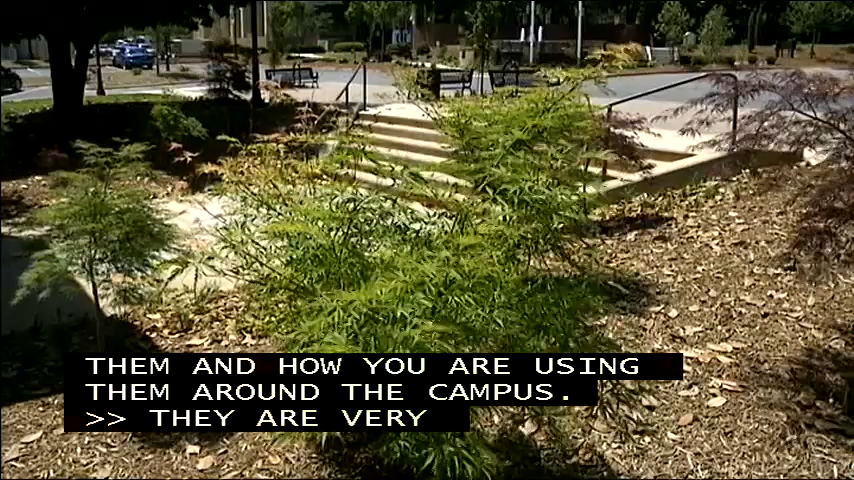 THEM AND HOW YOU ARE USING
THEM AROUND THE CAMPUS.
>> THEY ARE VERY